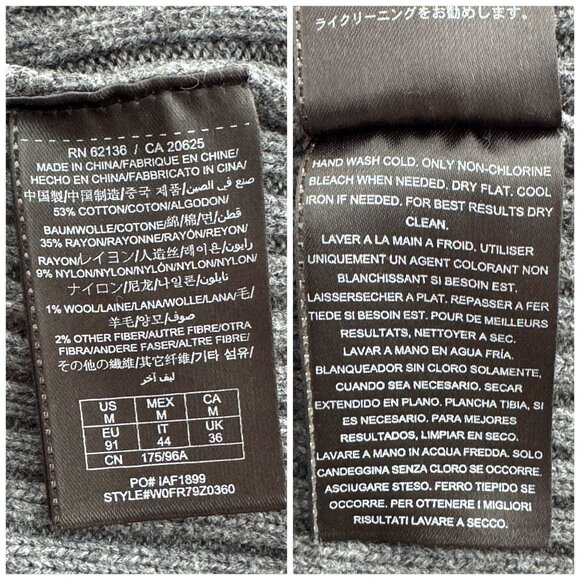 RN 62136 / CA 20625
MADE IN CHINA/FABRIQUE EN CHINE/
HECHO EN CHINA/FABBRICATO IN CINA/
中国製/中国制造/중국 제품/صنع في الصين/
53% COTTON/COTON/ALGODON/
BAUMWOLLE/COTONE/綿/棉/면/قطن/
35% RAYON/RAYONNE/RAYÓN/REYON/
RAYON/レイヨン/人造丝/레이온/رايون/
9% NYLON/NYLON/NYLÓN/NYLON/NYLON/
ナイロン/尼龙/나일론/نايلون/
1% WOOL/LAINE/LANA/WOLLE/LANA/毛/
羊毛/양모/صوف/
2% OTHER FIBER/AUTRE FIBRE/OTRA
FIBRA/ANDERE FASER/ALTRE FIBRE/
その他の繊維/其它纤维/기타 섬유/
ليف آخر
US M MEX M CA M
EU 91 IT 44 UK 36
CN 175/96A
PO# IAF1899
STYLE#W0FR79Z0360
ライクリーニングをお勧めします。
HAND WASH COLD. ONLY NON-CHLORINE
BLEACH WHEN NEEDED. DRY FLAT. COOL
IRON IF NEEDED. FOR BEST RESULTS DRY
CLEAN.
LAVER A LA MAIN A FROID. UTILISER
UNIQUEMENT UN AGENT COLORANT NON
BLANCHISSANT SI BESOIN EST.
LAISSERSECHER A PLAT. REPASSER A FER
TIEDE SI BESOIN EST. POUR DE MEILLEURS
RESULTATS, NETTOYER A SEC.
LAVAR A MANO EN AGUA FRÍA.
BLANQUEADOR SIN CLORO SOLAMENTE,
CUANDO SEA NECESARIO. SECAR
EXTENDIDO EN PLANO. PLANCHA TIBIA, SI
ES NECESARIO. PARA MEJORES
RESULTADOS, LIMPIAR EN SECO.
LAVARE A MANO IN ACQUA FREDDA. SOLO
CANDEGGINA SENZA CLORO SE OCCORRE.
ASCIUGARE STESO. FERRO TIEPIDO SE
OCCORRE. PER OTTENERE I MIGLIORI
RISULTATI LAVARE A SECCO.